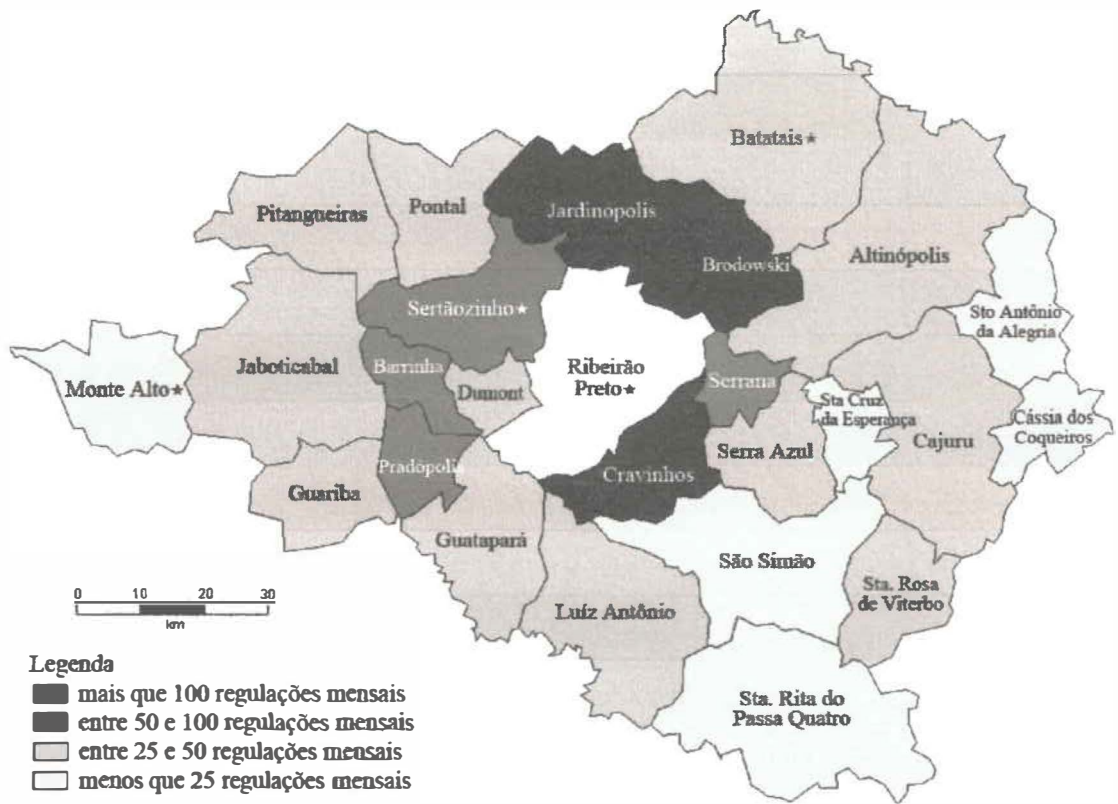 Batatais★
Pitangueiras
Pontal
Jardinopolis
Brodowski
Altinópolis
Sertãozinho★
Sto Antônio
da Alegria
Monte Alto★
Jaboticabal
Barrinha
Dumont
Ribeirão
Preto★
Serrana
Sta Cruz
da Esperança
Cássia dos
Coqueiros
Cajuru
Serra Azul
Pradópolis
Cravinhos
Guariba
Guatapará
São Simão
Sta. Rosa
de Viterbo
Luíz Antônio
Sta. Rita do
Passa Quatro
0 10 20 30
km
Legenda
mais que 100 regulações mensais
entre 50 e 100 regulações mensais
entre 25 e 50 regulações mensais
menos que 25 regulações mensais